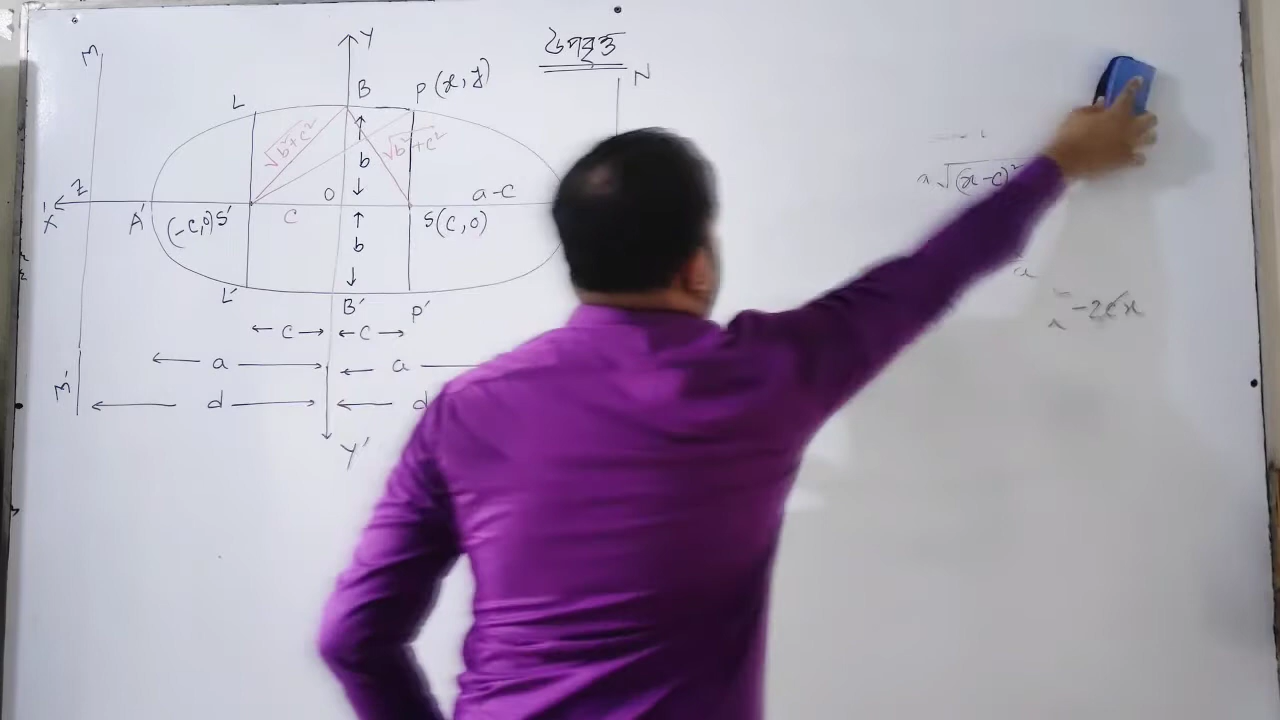 উপবৃত্ত
Y
M
N
L
B
P (x, y)
√b²+c²
√b²+c²
b
Z
O
a-c
X'
A'
(-c,0) S'
C
S(c,0)
b
L'
B'
P'
c
c
a
a
M'
d
d
Y'
√(x-c)²
a
-2cx